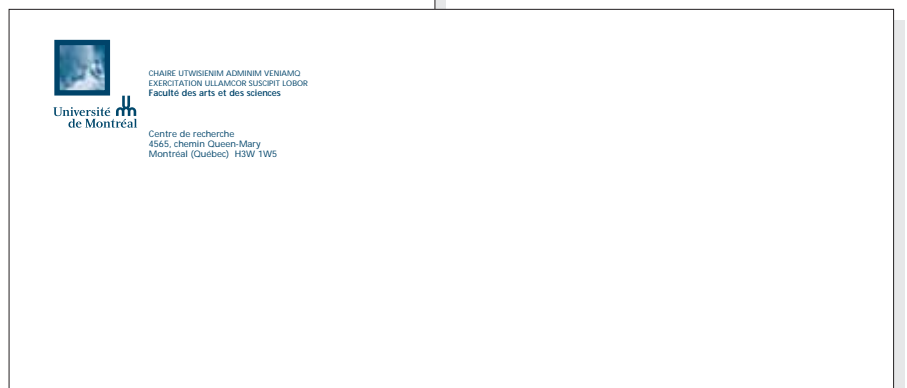 CHAIRE UTWISIENIM ADMINIM VENIAMQ
EXERCITATION ULLAMCOR SUSCIPIT LOBOR
Faculté des arts et des sciences
Université
de Montréal
Centre de recherche
4565, chemin Queen-Mary
Montréal (Québec) H3W 1W5